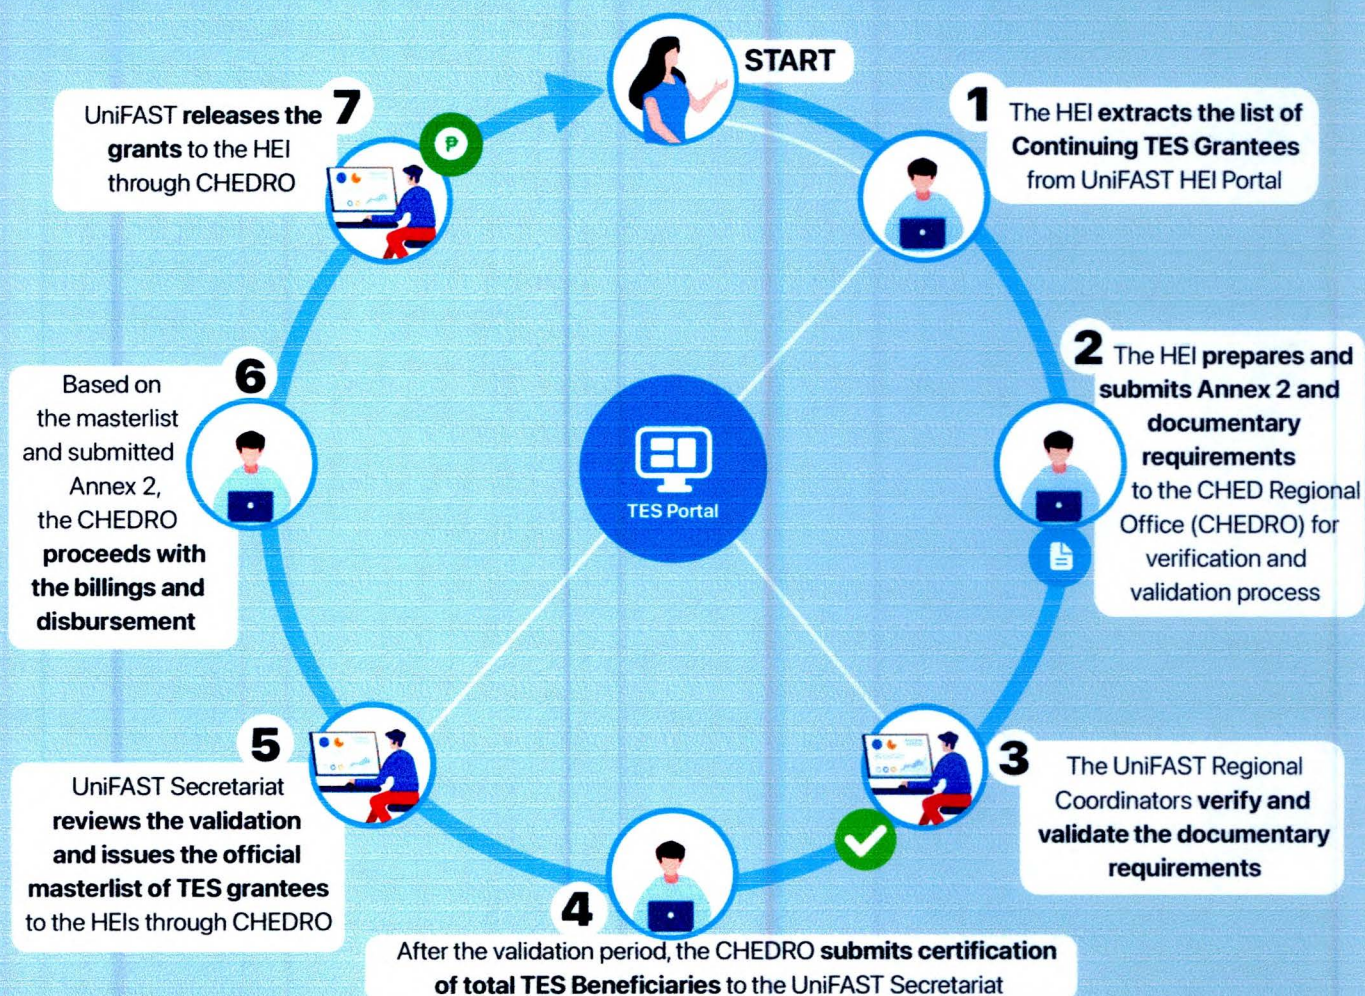 START
1
The HEI extracts the list of
Continuing TES Grantees
from UniFAST HEI Portal
2
The HEI prepares and
submits Annex 2 and
documentary
requirements
to the CHED Regional
Office (CHEDRO) for
verification and
validation process
3
The UniFAST Regional
Coordinators verify and
validate the documentary
requirements
4
After the validation period, the CHEDRO submits certification
of total TES Beneficiaries to the UniFAST Secretariat
5
UniFAST Secretariat
reviews the validation
and issues the official
masterlist of TES grantees
to the HEIs through CHEDRO
6
Based on
the masterlist
and submitted
Annex 2,
the CHEDRO
proceeds with
the billings and
disbursement
7
UniFAST releases the
grants to the HEI
through CHEDRO
₱
TES Portal